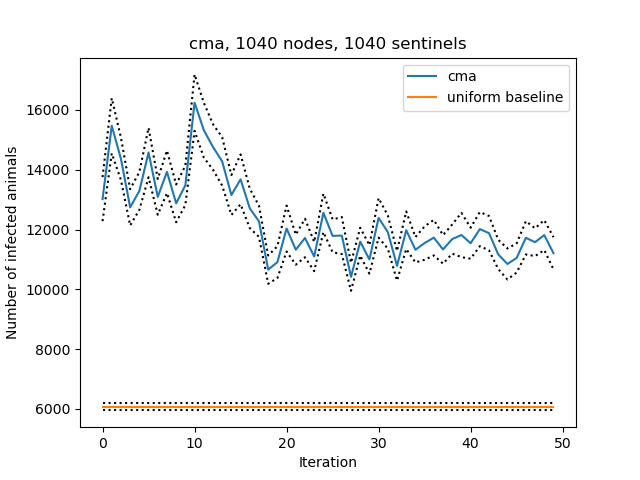 cma, 1040 nodes, 1040 sentinels
cma
uniform baseline
Number of infected animals
16000
14000
12000
10000
8000
6000
0 10 20 30 40 50
Iteration